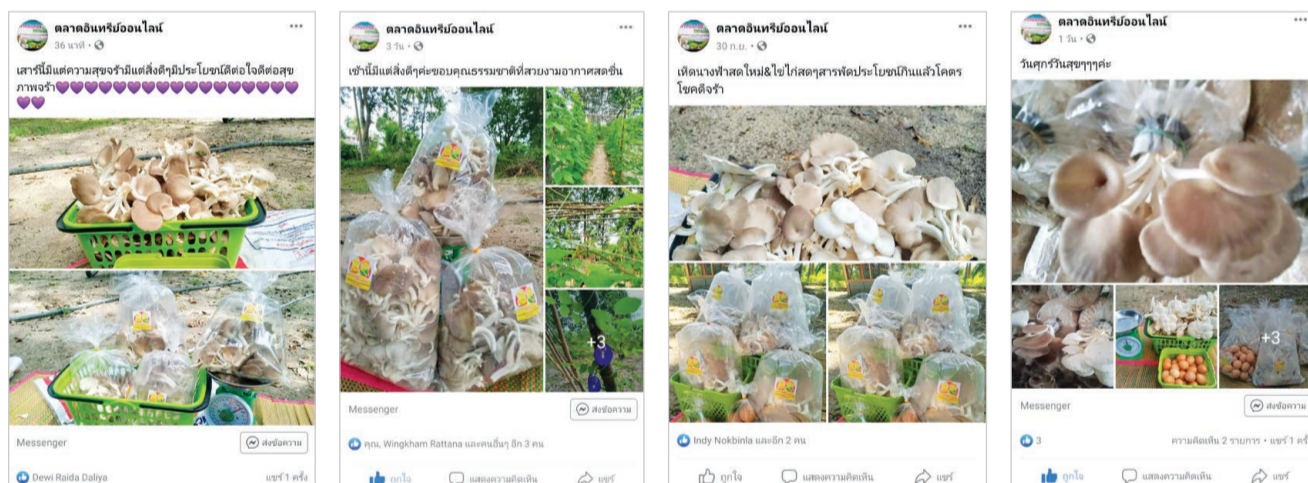 ตลาดอินทรีย์ออนไลน์
36 นาที •
เสาร์นี้มีแต่ความสุขจร้ามีแต่สิ่งดีๆมีประโยชน์ดีต่อใจดีต่อสุข
ภาพจร้า💜💜💜💜💜💜💜💜💜💜💜💜💜💜💜💜💜
💜💜
Messenger
ส่งข้อความ
Dewi Raida Daliya
แชร์ 1 ครั้ง
ตลาดอินทรีย์ออนไลน์
3 วัน •
เช้านี้มีแต่สิ่งดีๆค่ะขอบคุณธรรมชาติที่สวยงามอากาศสดชื่น
+3
Messenger
ส่งข้อความ
คุณ, Wingkham Rattana และคนอื่นๆ อีก 3 คน
ถูกใจ
แสดงความคิดเห็น
แชร์
ตลาดอินทรีย์ออนไลน์
30 ก.ย. •
เห็ดนางฟ้าสดใหม่&ไข่ไก่สดๆสารพัดประโยชน์กินแล้วโคตร
โชคดีจร้า
Indy Nokbinla และอีก 2 คน
ถูกใจ
แสดงความคิดเห็น
แชร์
ตลาดอินทรีย์ออนไลน์
1 วัน •
วันศุกร์วันสุขๆๆๆค่ะ
+3
Messenger
ส่งข้อความ
3
ความคิดเห็น 2 รายการ • แชร์ 1 ครั้ง
ถูกใจ
แสดงความคิดเห็น
แชร์